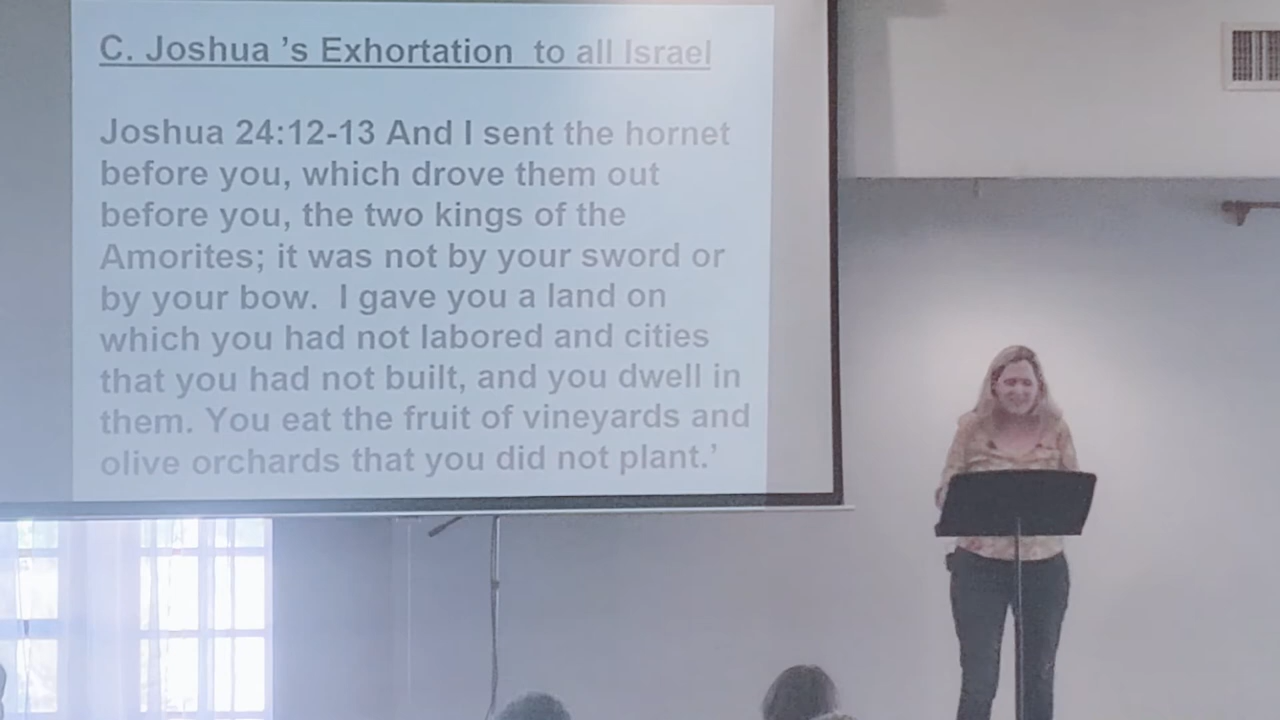 C. Joshua ’s Exhortation to all Israel
Joshua 24:12-13 And I sent the hornet
before you, which drove them out
before you, the two kings of the
Amorites; it was not by your sword or
by your bow. I gave you a land on
which you had not labored and cities
that you had not built, and you dwell in
them. You eat the fruit of vineyards and
olive orchards that you did not plant.’